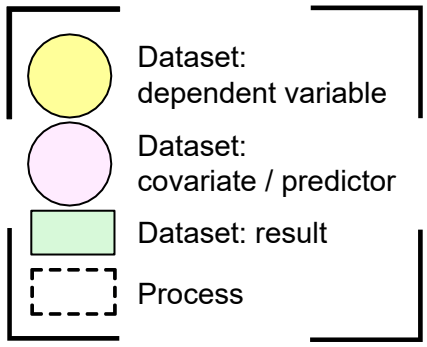 Dataset:
dependent variable
Dataset:
covariate / predictor
Dataset: result
Process